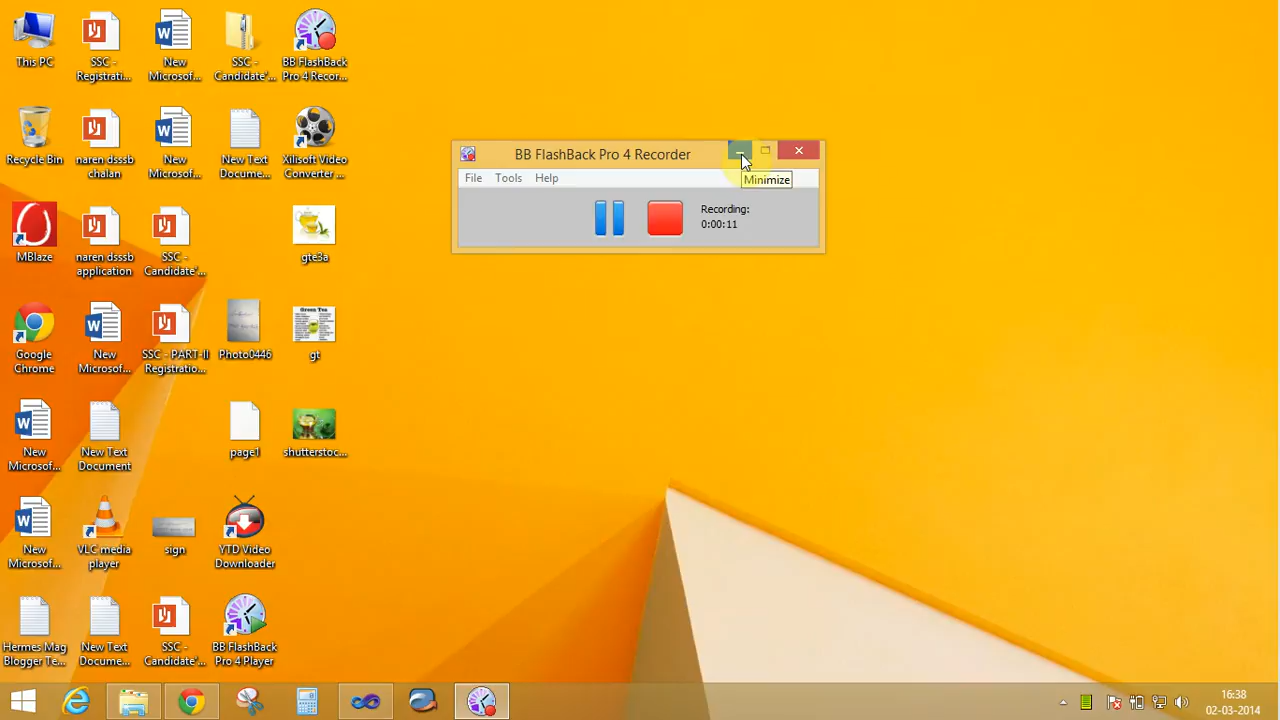 This PC
SSC -
Registrati...
New
Microsof...
SSC -
Candidate'...
BB FlashBack
Pro 4 Recor...
Recycle Bin
naren dsssb
chalan
New
Microsof...
New Text
Docume...
Xilisoft Video
Converter ...
MBlaze
naren dsssb
application
SSC -
Candidate'...
gte3a
Google
Chrome
New
Microsof...
SSC - PART-II
Registratio...
Photo0446
Green Tea
gt
New
Microsof...
New Text
Document
page1
shutterstoc...
New
Microsof...
VLC media
player
sign
YTD Video
Downloader
Hermes Mag
Blogger Te...
New Text
Docume...
SSC -
Candidate'...
BB FlashBack
Pro 4 Player
BB FlashBack Pro 4 Recorder
Minimize
File Tools Help
Recording:
0:00:11
16:38
02-03-2014